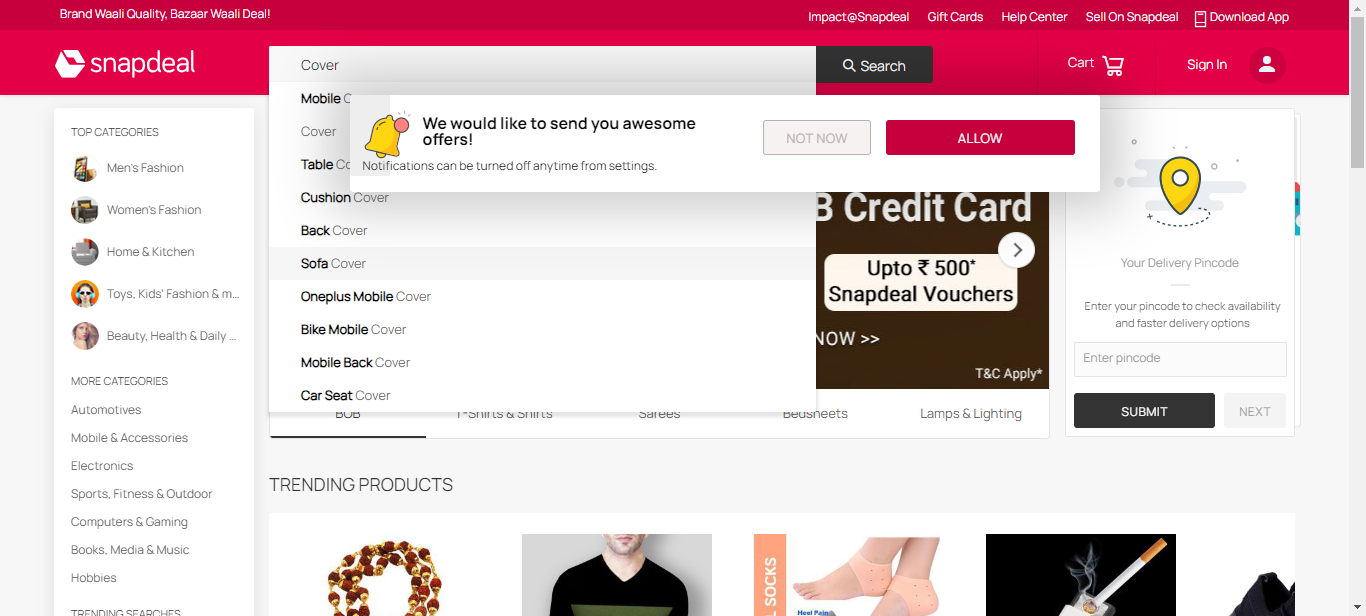 Brand Waali Quality, Bazaar Waali Deal!
Impact@Snapdeal Gift Cards Help Center Sell On Snapdeal Download App
snapdeal
Cover
Search
Cart
Sign In
Mobile
Cover
Table
Cushion Cover
Back Cover
Sofa Cover
Oneplus Mobile Cover
Bike Mobile Cover
Mobile Back Cover
Car Seat Cover
We would like to send you awesome
offers!
Notifications can be turned off anytime from settings.
NOT NOW
ALLOW
TOP CATEGORIES
Men's Fashion
Women's Fashion
Home & Kitchen
Toys, Kids' Fashion & m...
Beauty, Health & Daily ...
MORE CATEGORIES
Automotives
Mobile & Accessories
Electronics
Sports, Fitness & Outdoor
Computers & Gaming
Books, Media & Music
Hobbies
TRENDING SEARCHES
B Credit Card
Upto ₹ 500*
Snapdeal Vouchers
NOW >>
T&C Apply*
BOB T-Shirts & Shirts Sarees Bedsheets Lamps & Lighting
Your Delivery Pincode
Enter your pincode to check availability
and faster delivery options
Enter pincode
SUBMIT
NEXT
TRENDING PRODUCTS
SOCKS
Heel Pain